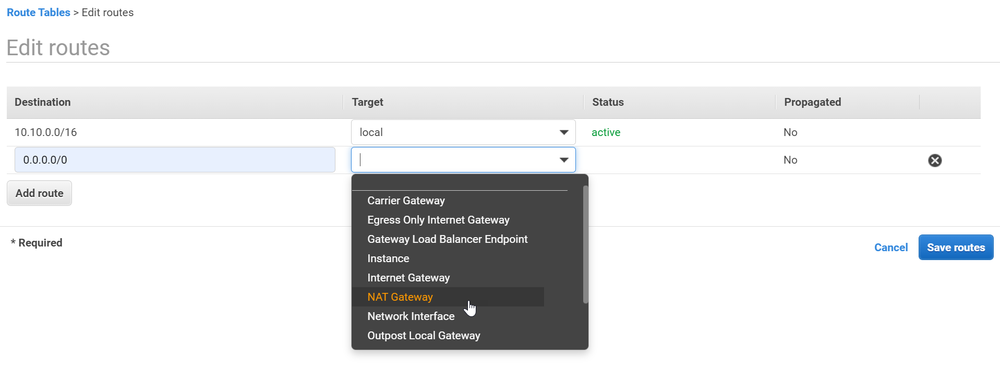 Route Tables > Edit routes
Edit routes
Destination Target Status Propagated
10.10.0.0/16 local active No
0.0.0.0/0 No
Add route
Carrier Gateway
Egress Only Internet Gateway
Gateway Load Balancer Endpoint
Instance
Internet Gateway
NAT Gateway
Network Interface
Outpost Local Gateway
* Required
Cancel Save routes